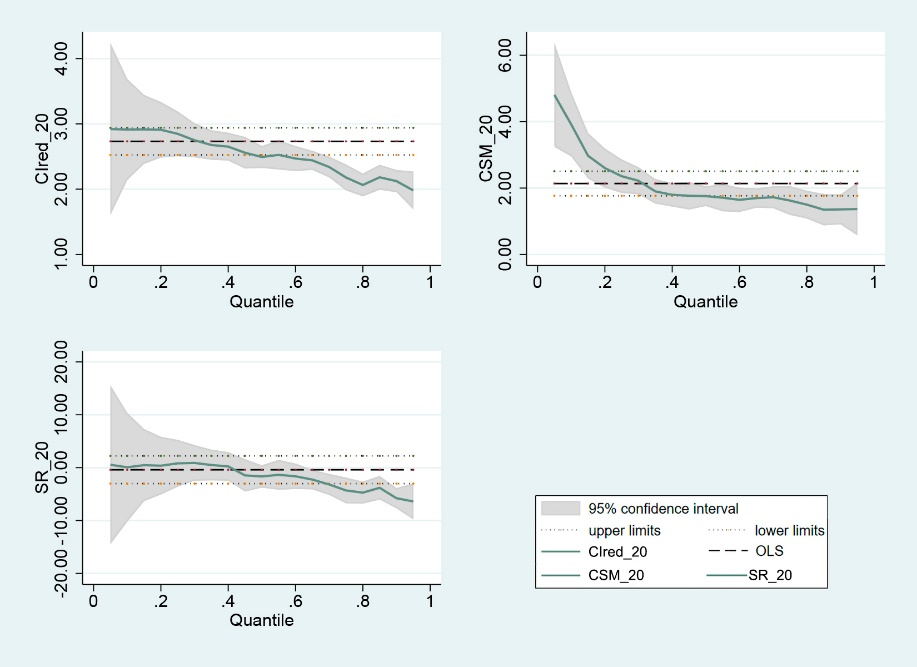 CIred_20
4.00
3.00
2.00
1.00
0 .2 .4 .6 .8 1
Quantile
CSM_20
6.00
4.00
2.00
0.00
0 .2 .4 .6 .8 1
Quantile
SR_20
20.00
10.00
0.00
-10.00
-20.00
0 .2 .4 .6 .8 1
Quantile
95% confidence interval
upper limits lower limits
CIred_20 OLS
CSM_20 SR_20